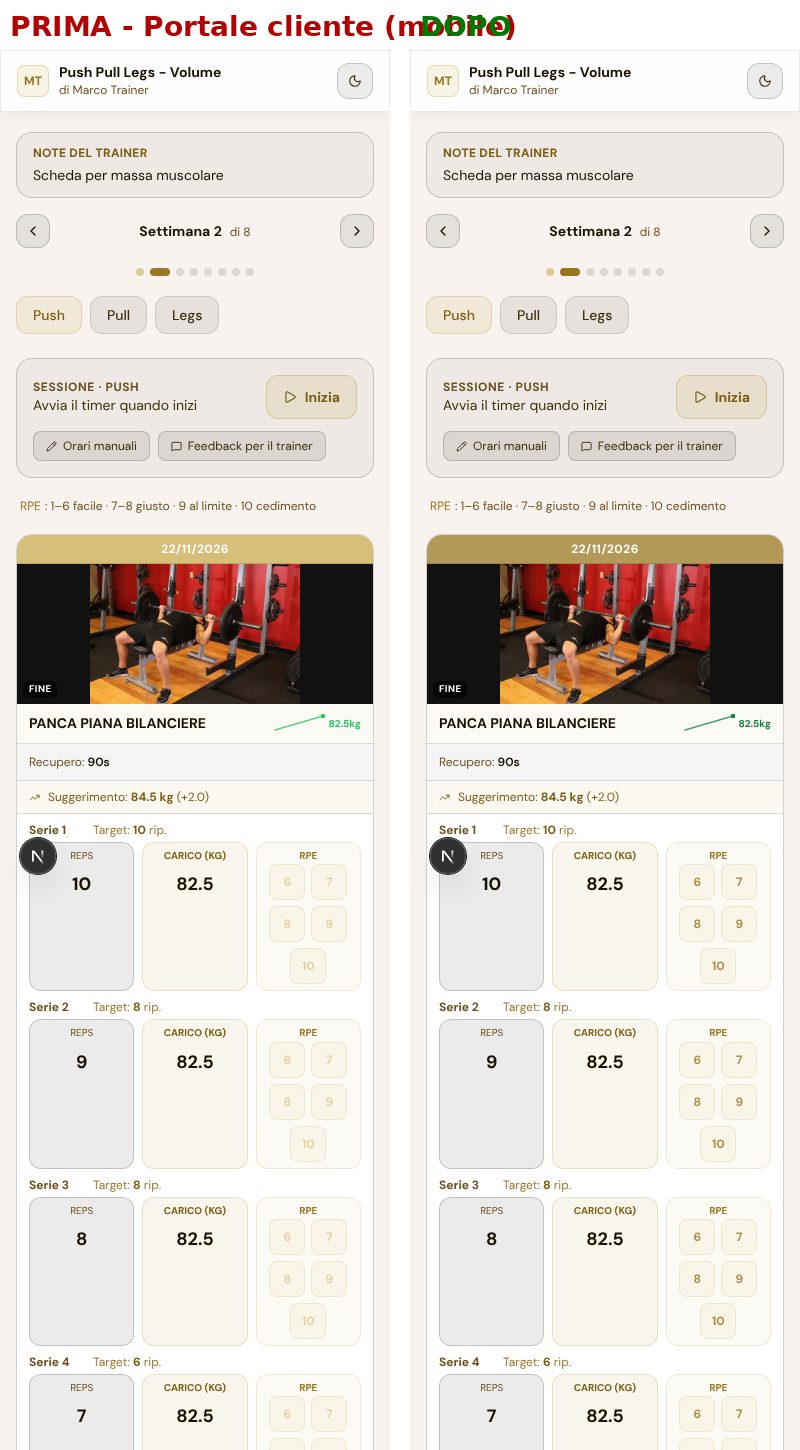 PRIMA - Portale cliente (mobile)
DOPO
MT
Push Pull Legs - Volume
di Marco Trainer
NOTE DEL TRAINER
Scheda per massa muscolare
Settimana 2 di 8
Push
Pull
Legs
SESSIONE · PUSH
Avvia il timer quando inizi
Inizia
Orari manuali
Feedback per il trainer
RPE : 1–6 facile · 7–8 giusto · 9 al limite · 10 cedimento
22/11/2026
FINE
PANCA PIANA BILANCIERE
82.5kg
Recupero: 90s
Suggerimento: 84.5 kg (+2.0)
Serie 1 Target: 10 rip.
N
REPS
10
CARICO (KG)
82.5
RPE
6 7
8 9
10
Serie 2 Target: 8 rip.
REPS
9
CARICO (KG)
82.5
RPE
6 7
8 9
10
Serie 3 Target: 8 rip.
REPS
8
CARICO (KG)
82.5
RPE
6 7
8 9
10
Serie 4 Target: 6 rip.
REPS
7
CARICO (KG)
82.5
RPE
6 7
8 9
MT
Push Pull Legs - Volume
di Marco Trainer
NOTE DEL TRAINER
Scheda per massa muscolare
Settimana 2 di 8
Push
Pull
Legs
SESSIONE · PUSH
Avvia il timer quando inizi
Inizia
Orari manuali
Feedback per il trainer
RPE : 1–6 facile · 7–8 giusto · 9 al limite · 10 cedimento
22/11/2026
FINE
PANCA PIANA BILANCIERE
82.5kg
Recupero: 90s
Suggerimento: 84.5 kg (+2.0)
Serie 1 Target: 10 rip.
N
REPS
10
CARICO (KG)
82.5
RPE
6 7
8 9
10
Serie 2 Target: 8 rip.
REPS
9
CARICO (KG)
82.5
RPE
6 7
8 9
10
Serie 3 Target: 8 rip.
REPS
8
CARICO (KG)
82.5
RPE
6 7
8 9
10
Serie 4 Target: 6 rip.
REPS
7
CARICO (KG)
82.5
RPE
6 7
8 9